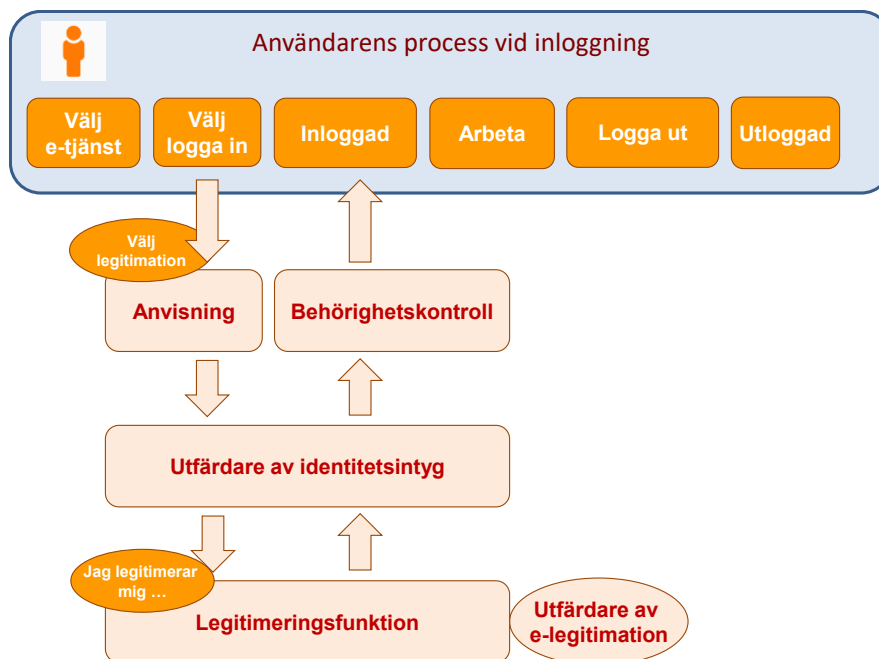 Användarens process vid inloggning
Välj
e-tjänst
Välj
logga in
Inloggad
Arbeta
Logga ut
Utloggad
Välj
legitimation
Anvisning
Behörighetskontroll
Utfärdare av identitetsintyg
Jag legitimerar
mig …
Legitimeringsfunktion
Utfärdare av
e-legitimation